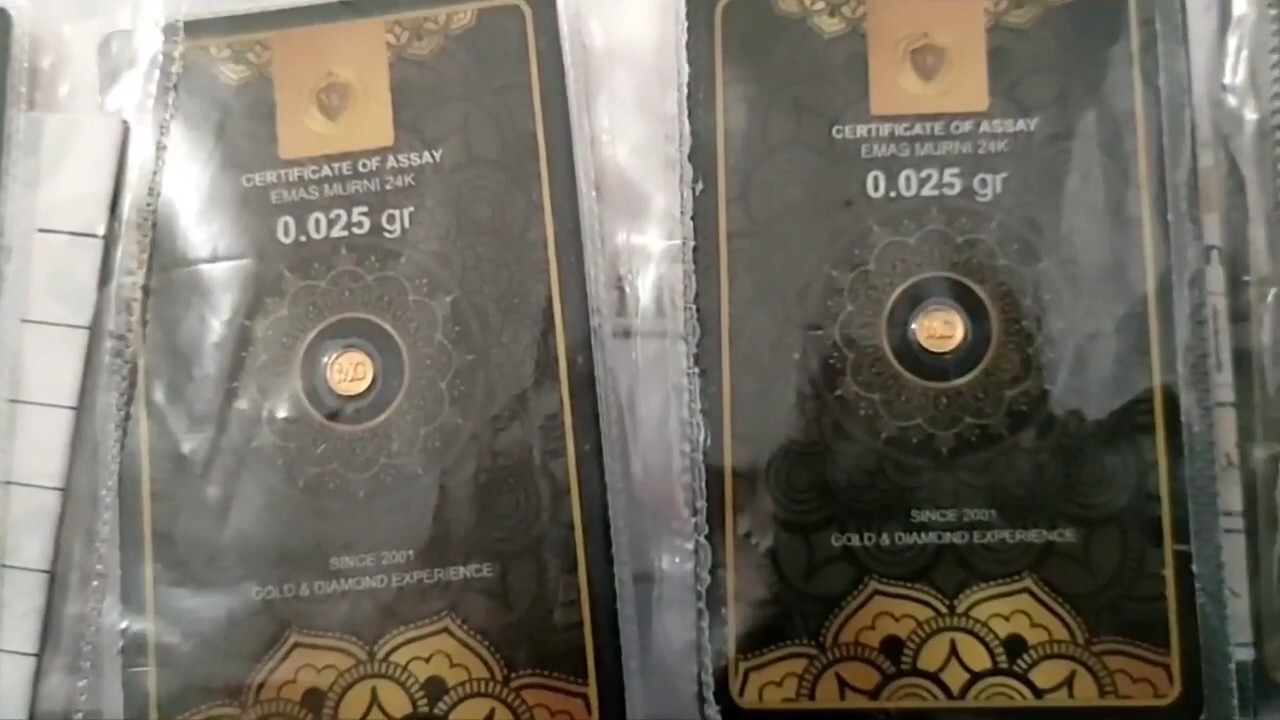 CERTIFICATE OF ASSAY
EMAS MURNI 24K
0.025 gr
SINCE 2001
GOLD & DIAMOND EXPERIENCE
CERTIFICATE OF ASSAY
EMAS MURNI 24K
0.025 gr
SINCE 2001
GOLD & DIAMOND EXPERIENCE